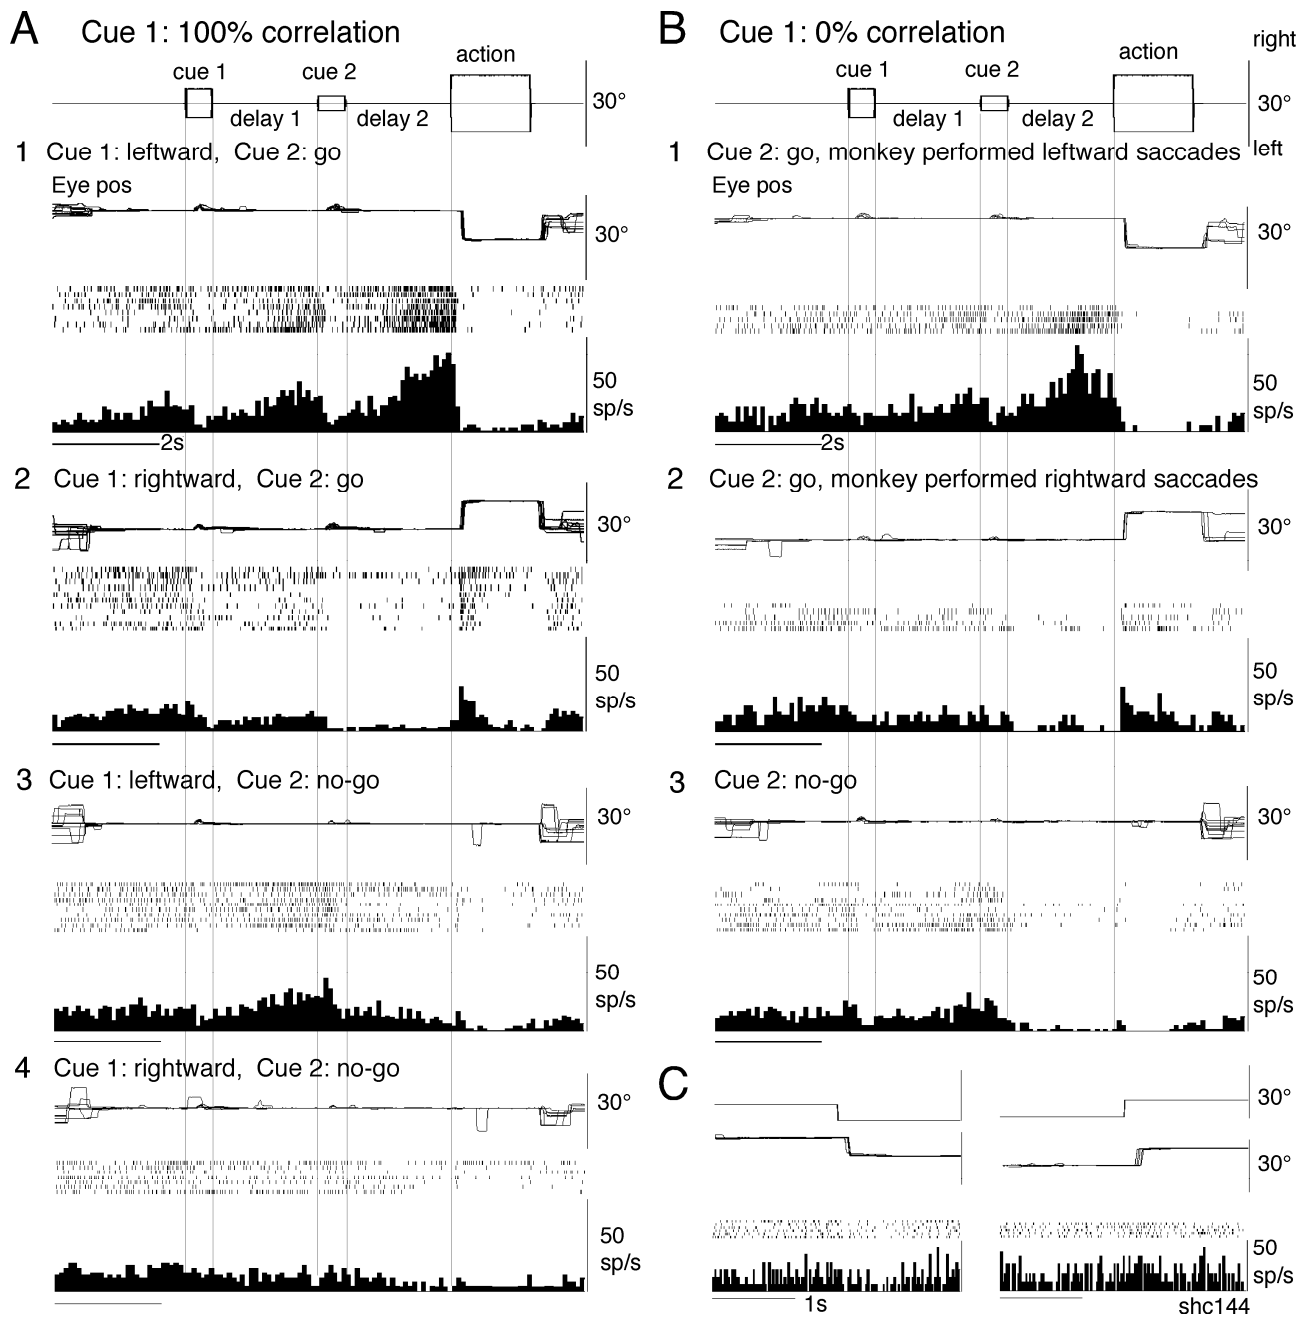 A Cue 1: 100% correlation
cue 1 cue 2 action
delay 1 delay 2 30°
1 Cue 1: leftward, Cue 2: go
Eye pos
30°
50
sp/s
2s
2 Cue 1: rightward, Cue 2: go
30°
50
sp/s
3 Cue 1: leftward, Cue 2: no-go
30°
50
sp/s
4 Cue 1: rightward, Cue 2: no-go
30°
50
sp/s
B Cue 1: 0% correlation
right
cue 1 cue 2 action
delay 1 delay 2 30°
left
1 Cue 2: go, monkey performed leftward saccades
Eye pos
30°
50
sp/s
2s
2 Cue 2: go, monkey performed rightward saccades
30°
50
sp/s
3 Cue 2: no-go
30°
50
sp/s
C
30°
30°
50
sp/s
1s
shc144